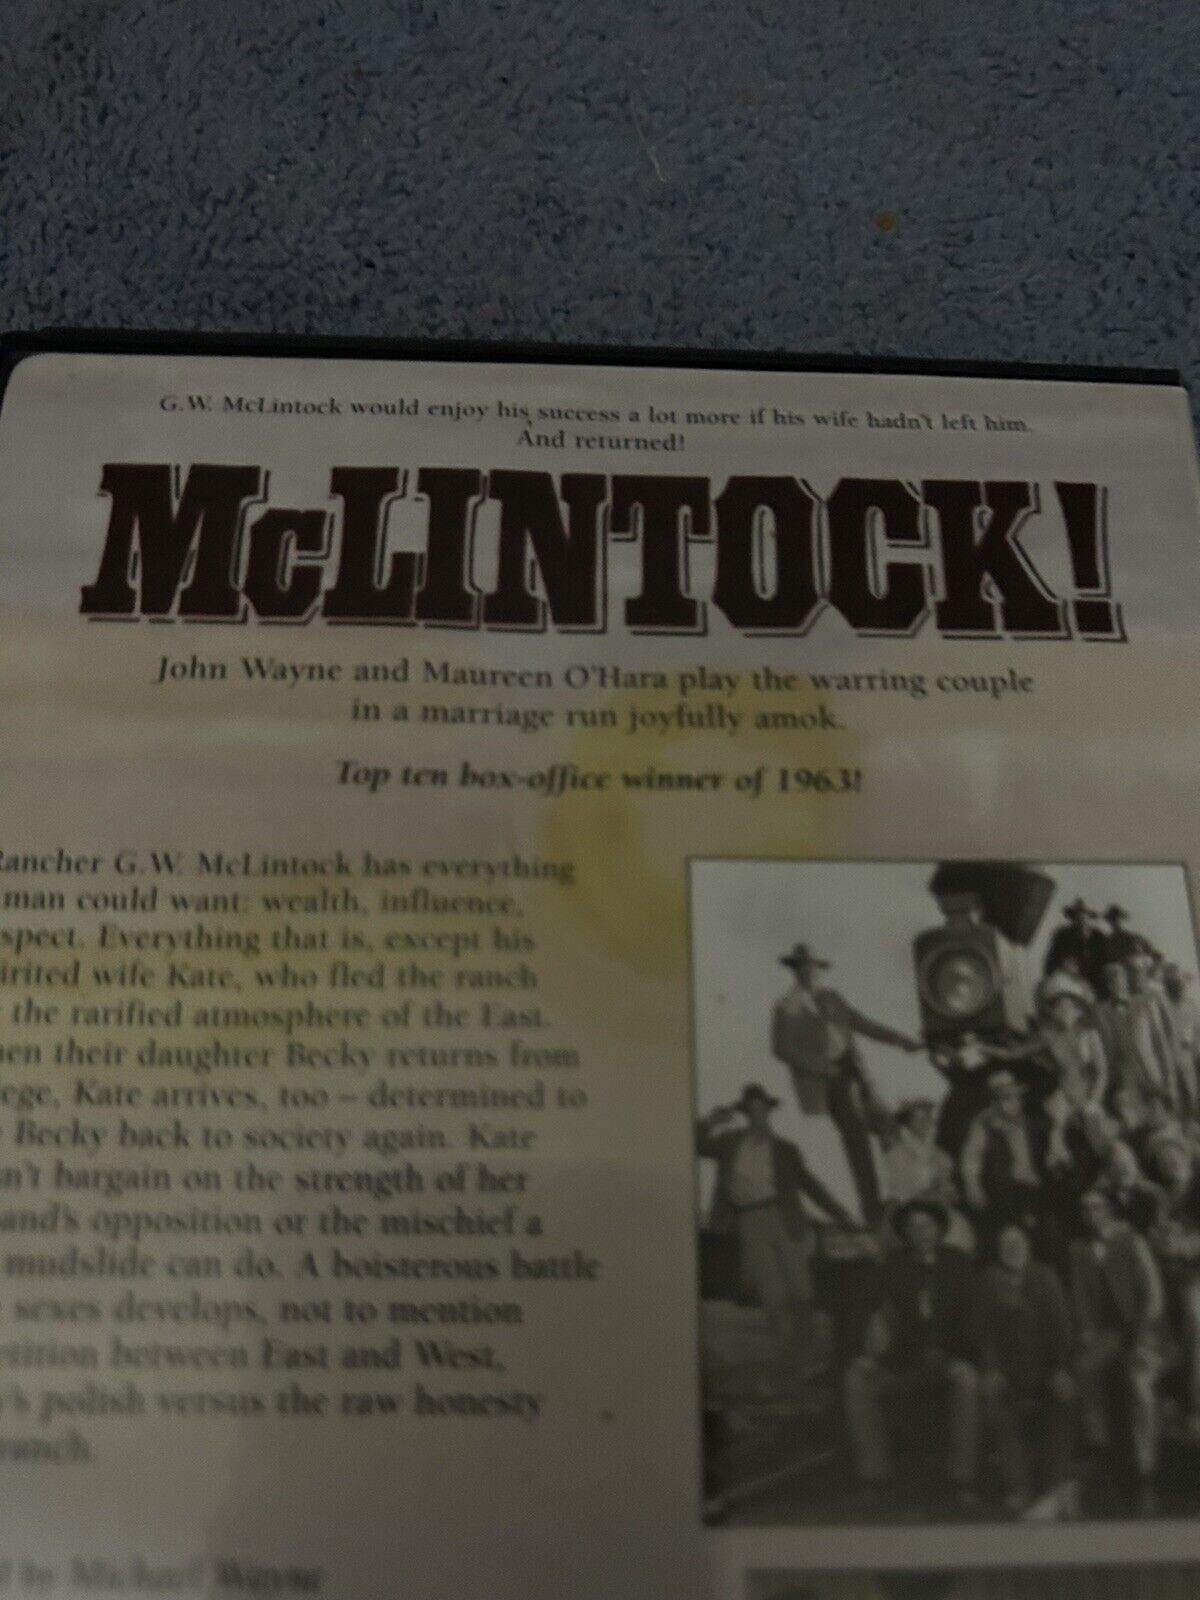 G.W. McLintock would enjoy his success a lot more if his wife hadn't left him.
And returned!
McLINTOCK!
John Wayne and Maureen O'Hara play the warring couple
in a marriage run joyfully amok.
Top ten box-office winner of 1963!
Rancher G.W. McLintock has everything
man could want: wealth, influence,
spect. Everything that is, except his
irited wife Kate, who fled the ranch
the rarified atmosphere of the East.
en their daughter Becky returns from
ege, Kate arrives, too – determined to
Becky back to society again. Kate
n't bargain on the strength of her
and's opposition or the mischief a
mudslide can do. A boisterous battle
sexes develops, not to mention
etition between East and West,
's polish versus the raw honesty
ranch.
by Michael Wayne